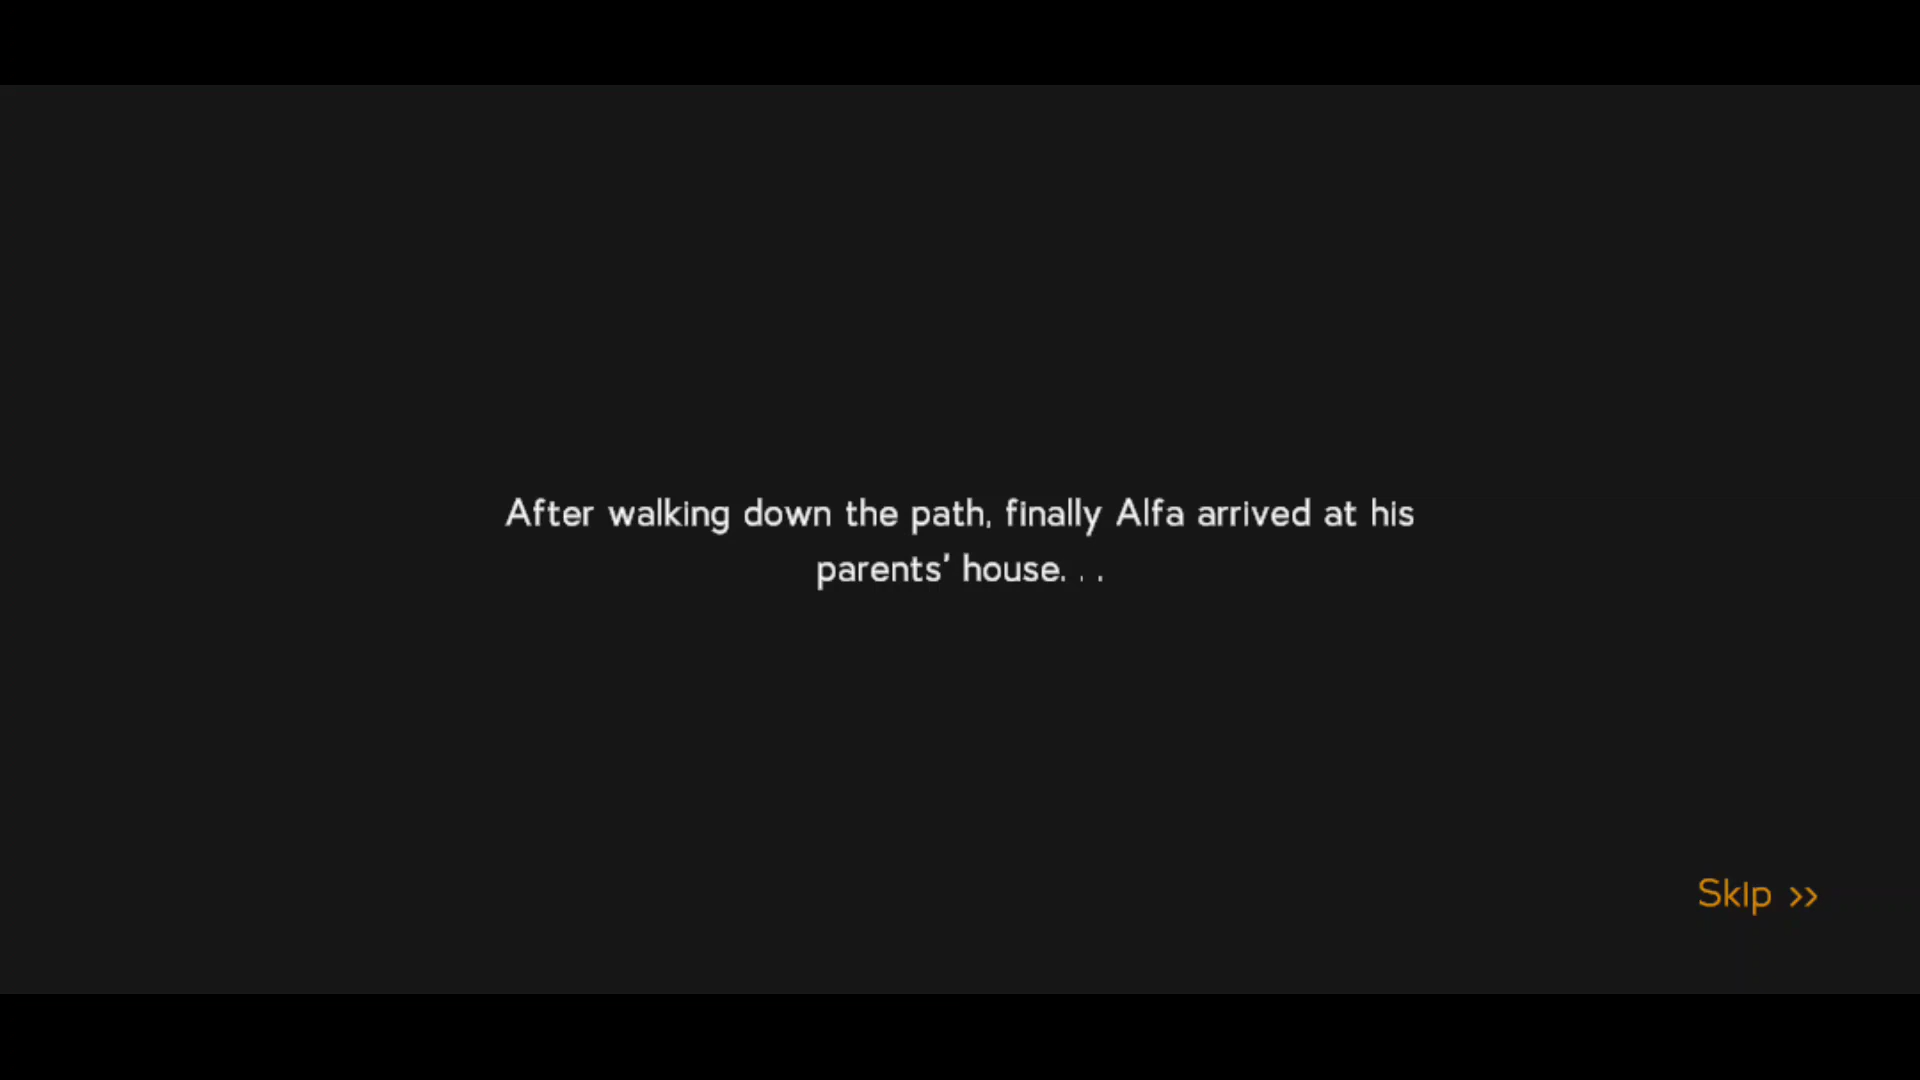 After walking down the path, finally Alfa arrived at his
parents' house. . .
Skip >>